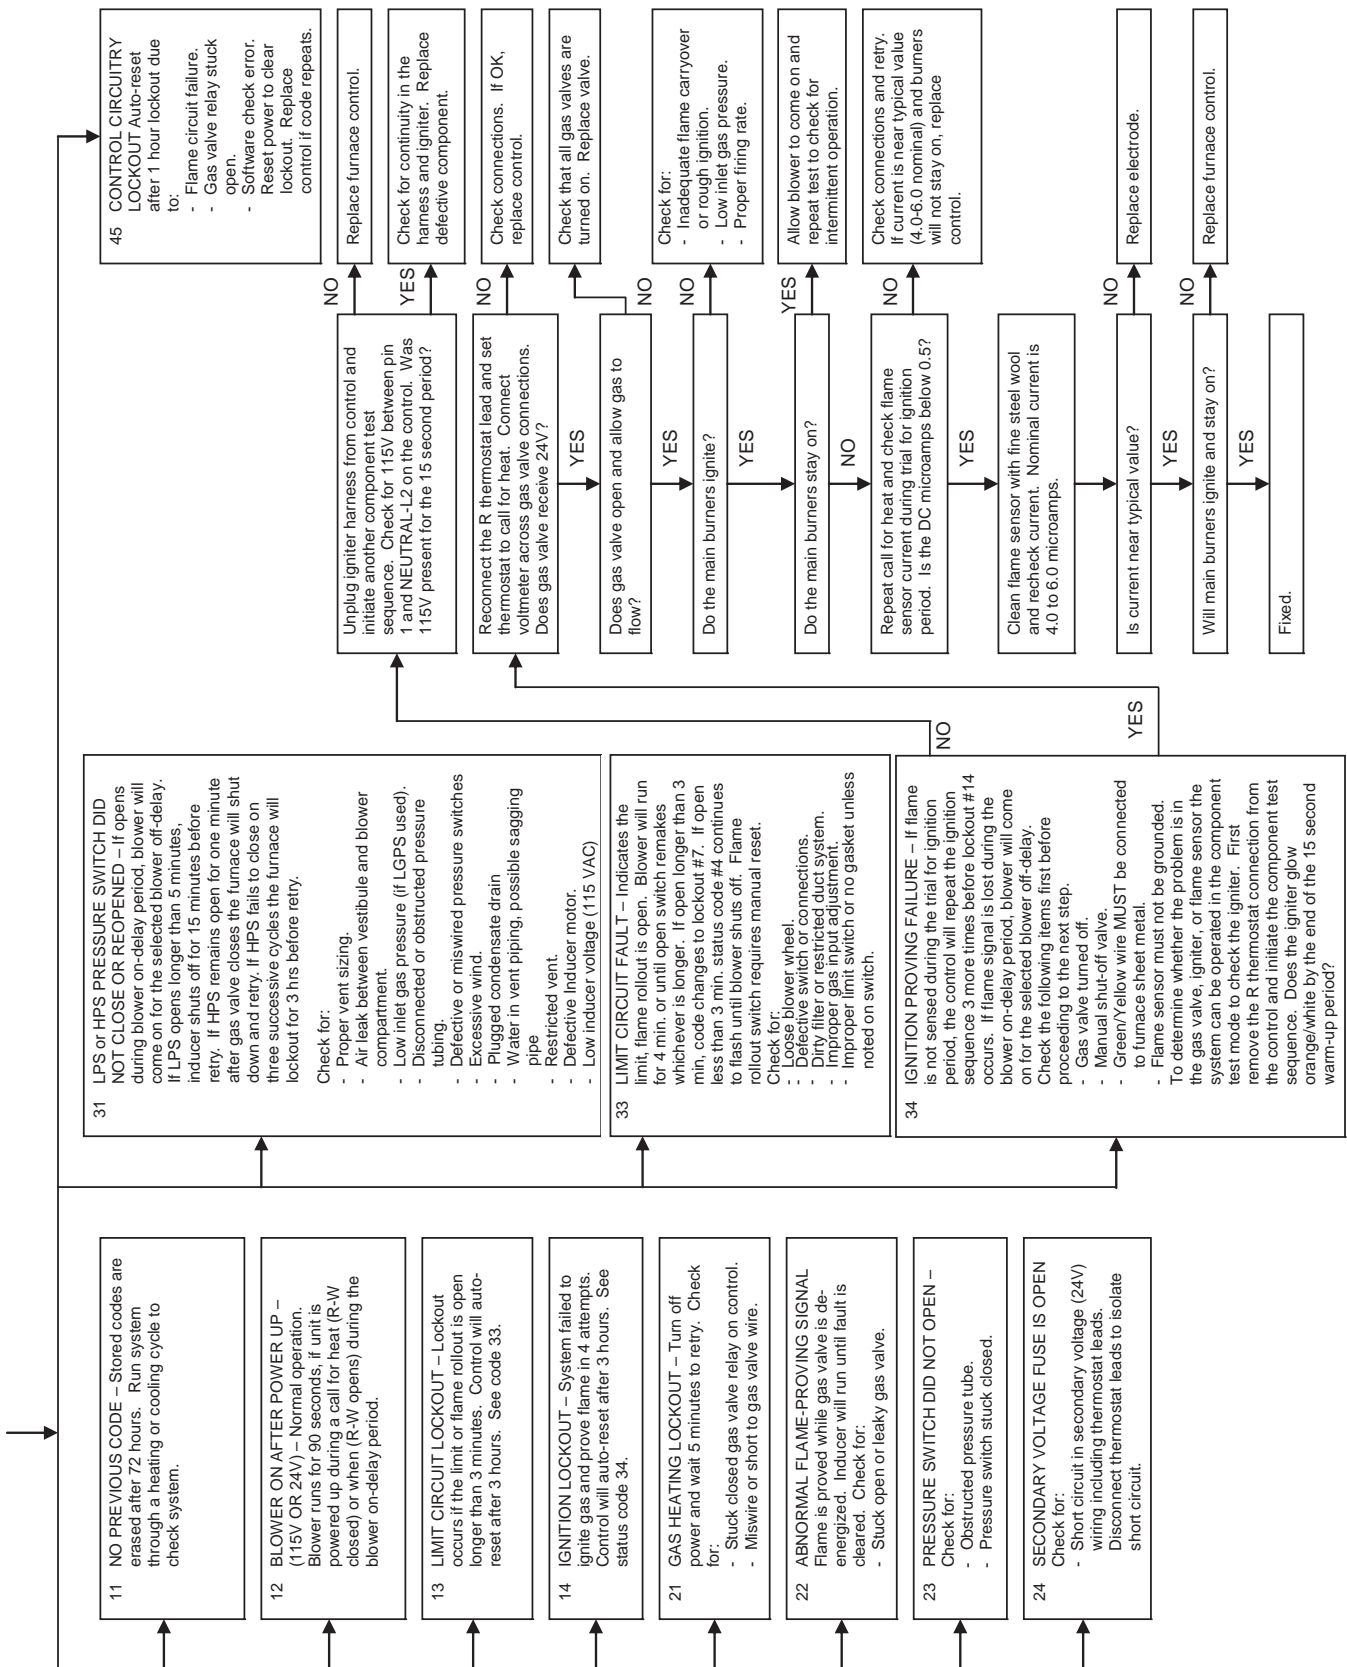 11 NO PREVIOUS CODE – Stored codes are
erased after 72 hours. Run system
through a heating or cooling cycle to
check system.
12 BLOWER ON AFTER POWER UP –
(115V OR 24V) – Normal operation.
Blower runs for 90 seconds, if unit is
powered up during a call for heat (R-W
closed) or when (R-W opens) during the
blower on-delay period.
13 LIMIT CIRCUIT LOCKOUT – Lockout
occurs if the limit or flame rollout is open
longer than 3 minutes. Control will auto-
reset after 3 hours. See code 33.
14 IGNITION LOCKOUT – System failed to
ignite gas and prove flame in 4 attempts.
Control will auto-reset after 3 hours. See
status code 34.
21 GAS HEATING LOCKOUT – Turn off
power and wait 5 minutes to retry. Check
for:
- Stuck closed gas valve relay on control.
- Miswire or short to gas valve wire.
22 ABNORMAL FLAME-PROVING SIGNAL
Flame is proved while gas valve is de-
energized. Inducer will run until fault is
cleared. Check for:
- Stuck open or leaky gas valve.
23 PRESSURE SWITCH DID NOT OPEN –
Check for:
- Obstructed pressure tube.
- Pressure switch stuck closed.
24 SECONDARY VOLTAGE FUSE IS OPEN
Check for:
- Short circuit in secondary voltage (24V)
wiring including thermostat leads.
Disconnect thermostat leads to isolate
short circuit.
31 LPS or HPS PRESSURE SWITCH DID
NOT CLOSE OR REOPENED – If opens
during blower on-delay period, blower will
come on for the selected blower off-delay.
If LPS opens longer than 5 minutes,
inducer shuts off for 15 minutes before
retry. If HPS remains open for one minute
after gas valve closes the furnace will shut
down and retry. If HPS fails to close on
three successive cycles the furnace will
lockout for 3 hrs before retry.
Check for:
- Proper vent sizing.
- Air leak between vestibule and blower
compartment.
- Low inlet gas pressure (if LGPS used).
- Disconnected or obstructed pressure
tubing.
- Defective or miswired pressure switches
- Excessive wind.
- Plugged condensate drain
- Water in vent piping, possible sagging
pipe
- Restricted vent.
- Defective Inducer motor.
- Low inducer voltage (115 VAC)
33 LIMIT CIRCUIT FAULT – Indicates the
limit, flame rollout is open. Blower will run
for 4 min. or until open switch remakes
whichever is longer. If open longer than 3
min, code changes to lockout #7. If open
less than 3 min. status code #4 continues
to flash until blower shuts off. Flame
rollout switch requires manual reset.
Check for:
- Loose blower wheel.
- Defective switch or connections.
- Dirty filter or restricted duct system.
- Improper gas input adjustment.
- Improper limit switch or no gasket unless
noted on switch.
34 IGNITION PROVING FAILURE – If flame
is not sensed during the trial for ignition
period, the control will repeat the ignition
sequence 3 more times before lockout #14
occurs. If flame signal is lost during the
blower on-delay period, blower will come
on for the selected blower off-delay.
Check the following items first before
proceeding to the next step.
- Gas valve turned off.
- Manual shut-off valve.
- Green/Yellow wire MUST be connected
to furnace sheet metal.
- Flame sensor must not be grounded.
To determine whether the problem is in
the gas valve, igniter, or flame sensor the
system can be operated in the component
test mode to check the igniter. First
remove the R thermostat connection from
the control and initiate the component test
sequence. Does the igniter glow
orange/white by the end of the 15 second
warm-up period?
NO
YES
Unplug igniter harness from control and
initiate another component test
sequence. Check for 115V between pin
1 and NEUTRAL-L2 on the control. Was
115V present for the 15 second period?
NO
YES
Reconnect the R thermostat lead and set
thermostat to call for heat. Connect
voltmeter across gas valve connections.
Does gas valve receive 24V?
NO
YES
Does gas valve open and allow gas to
flow?
NO
YES
Do the main burners ignite?
NO
YES
Do the main burners stay on?
YES
NO
Repeat call for heat and check flame
sensor current during trial for ignition
period. Is the DC microamps below 0.5?
NO
YES
Clean flame sensor with fine steel wool
and recheck current. Nominal current is
4.0 to 6.0 microamps.
Is current near typical value?
NO
YES
Will main burners ignite and stay on?
NO
YES
Fixed.
45 CONTROL CIRCUITRY
LOCKOUT Auto-reset
after 1 hour lockout due
to:
- Flame circuit failure.
- Gas valve relay stuck
open.
- Software check error.
Reset power to clear
lockout. Replace
control if code repeats.
Replace furnace control.
Check for continuity in the
harness and igniter. Replace
defective component.
Check connections. If OK,
replace control.
Check that all gas valves are
turned on. Replace valve.
Check for:
- Inadequate flame carryover
or rough ignition.
- Low inlet gas pressure.
- Proper firing rate.
Allow blower to come on and
repeat test to check for
intermittent operation.
Check connections and retry.
If current is near typical value
(4.0-6.0 nominal) and burners
will not stay on, replace
control.
Replace electrode.
Replace furnace control.